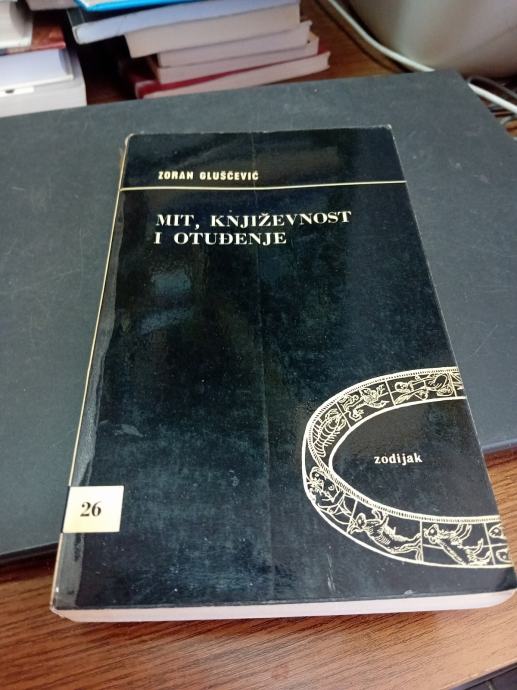 ZORAN GLUŠČEVIĆ
MIT, KNJIŽEVNOST
I OTUĐENJE
zodijak
26